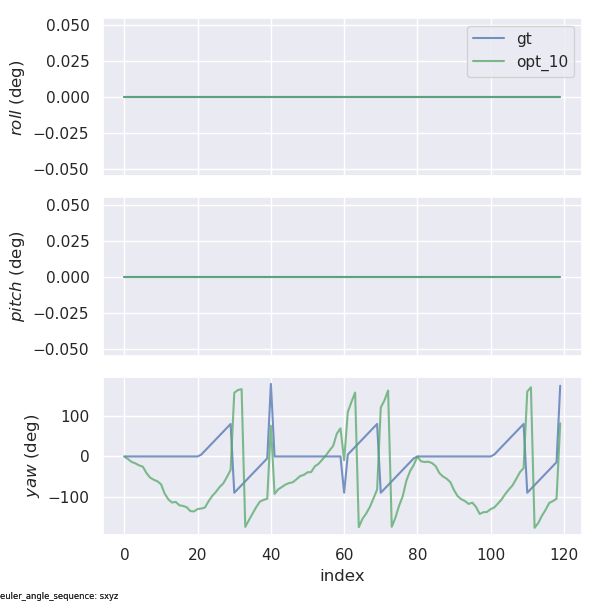 0.050
0.025
0.000
−0.025
−0.050
roll (deg)
gt
opt_10
0.050
0.025
0.000
−0.025
−0.050
pitch (deg)
100
0
−100
yaw (deg)
0 20 40 60 80 100 120
index
euler_angle_sequence: sxyz